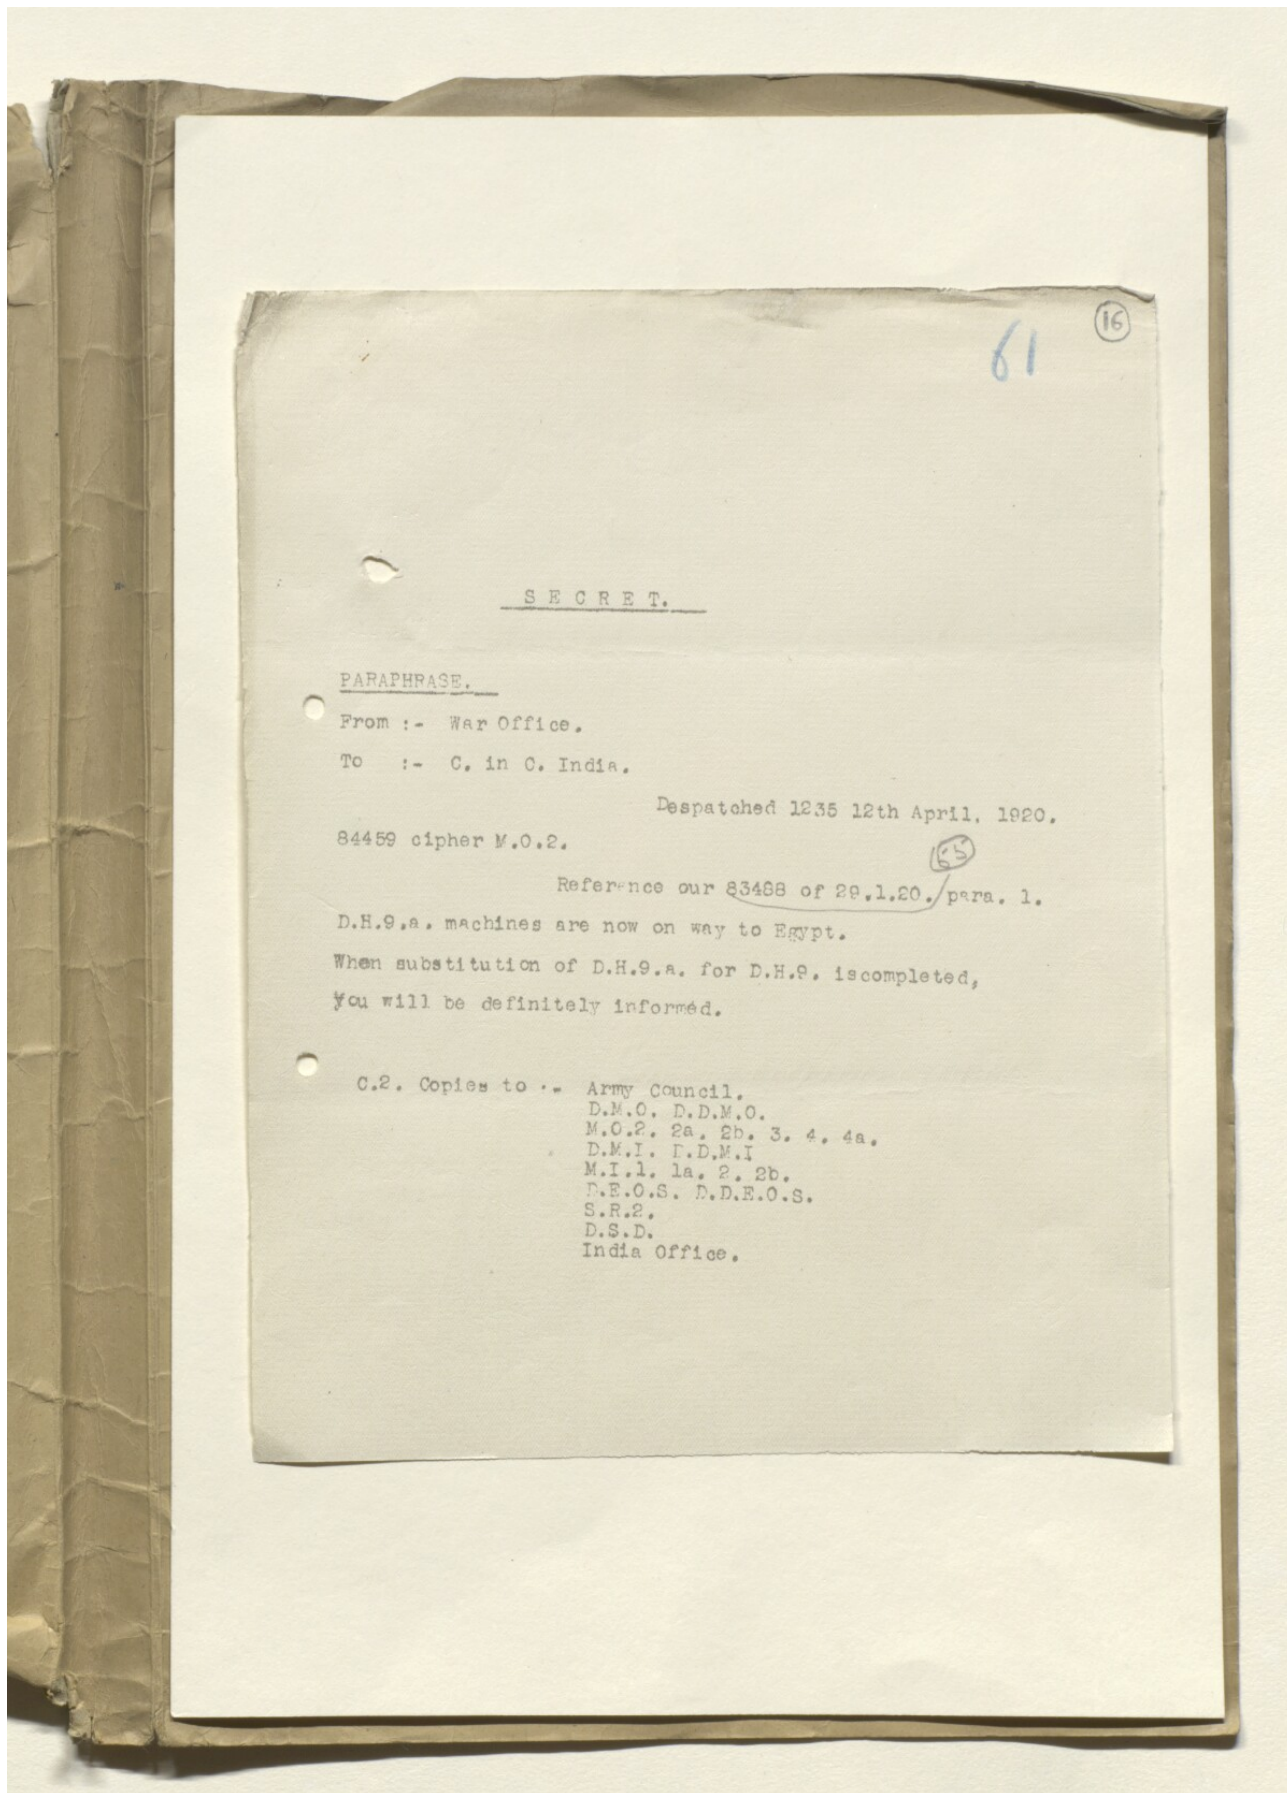 16
61
SECRET.
PARAPHRASE.
From :- War Office.
To :- C. in C. India.
Despatched 1235 12th April, 1920.
84459 cipher M.O.2.
55
Reference our 83488 of 29.1.20. para. 1.
D.H.9.a. machines are now on way to Egypt.
When substitution of D.H.9.a. for D.H.9. iscompleted,
you will be definitely informed.
C.2. Copies to :- Army Council.
D.M.O. D.D.M.O.
M.O.2. 2a. 2b. 3. 4. 4a.
D.M.I. D.D.M.I
M.I.1. 1a. 2. 2b.
D.E.O.S. D.D.E.O.S.
S.R.2.
D.S.D.
India Office.